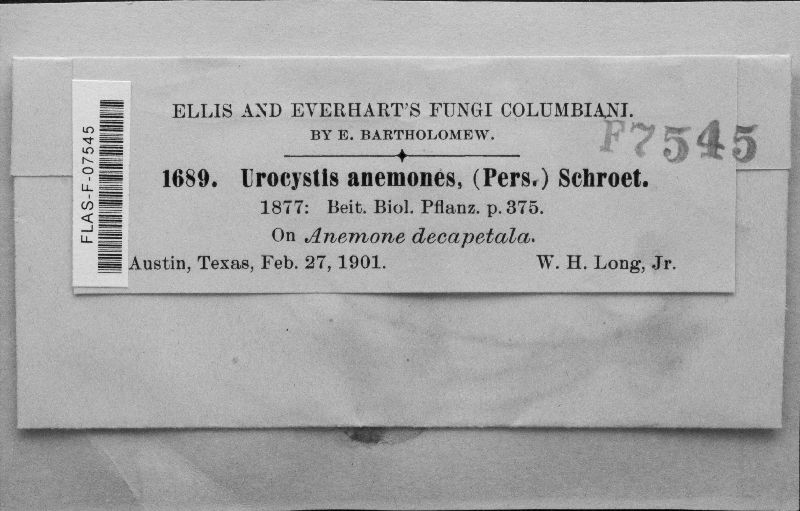 ELLIS AND EVERHART'S FUNGI COLUMBIANI.
BY E. BARTHOLOMEW.
F7545
FLAS-F-07545
1689. Urocystis anemones, (Pers.) Schroet.
1877: Beit. Biol. Pflanz. p. 375.
On Anemone decapetala.
Austin, Texas, Feb. 27, 1901. W. H. Long, Jr.